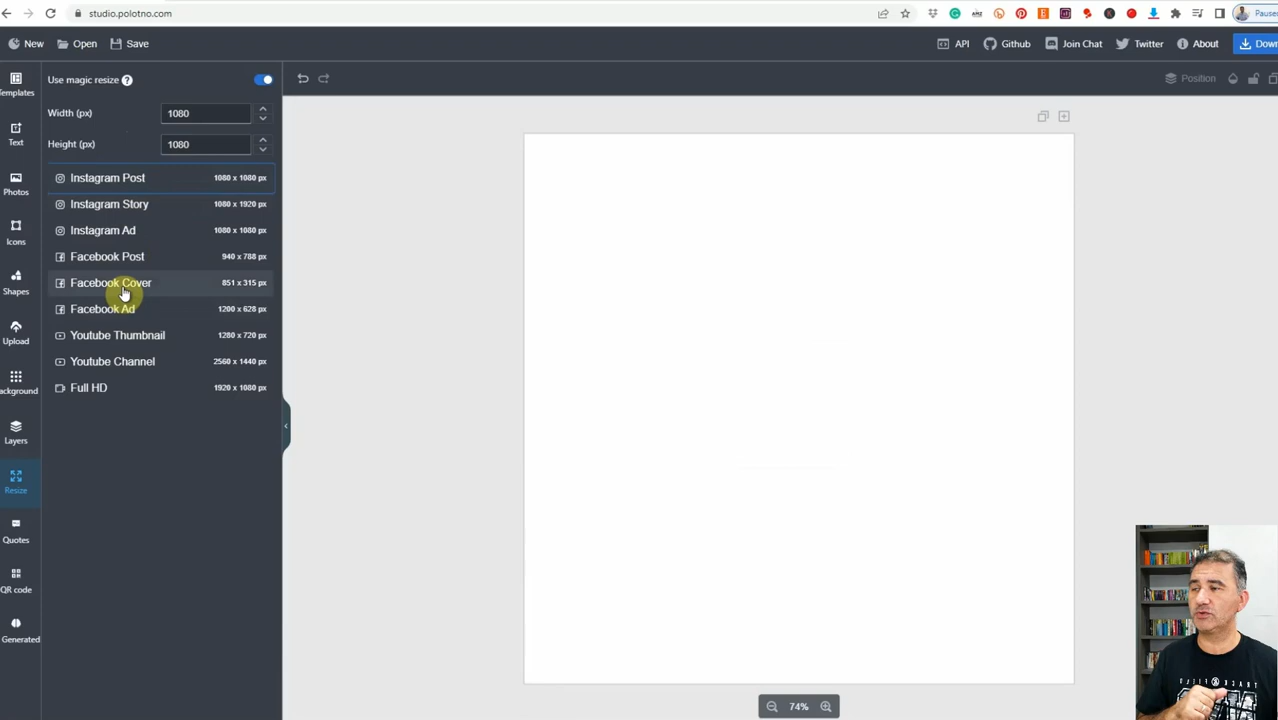 studio.polotno.com
Paused
New Open Save API Github Join Chat Twitter About Down
Use magic resize ?
Position
Width (px) 1080
Height (px) 1080
Templates
Text
Photos
Icons
Shapes
Upload
ackground
Layers
Resize
Quotes
QR code
Generated
Instagram Post 1080 x 1080 px
Instagram Story 1080 x 1920 px
Instagram Ad 1080 x 1080 px
Facebook Post 940 x 788 px
Facebook Cover 851 x 315 px
Facebook Ad 1200 x 628 px
Youtube Thumbnail 1280 x 720 px
Youtube Channel 2560 x 1440 px
Full HD 1920 x 1080 px
74%